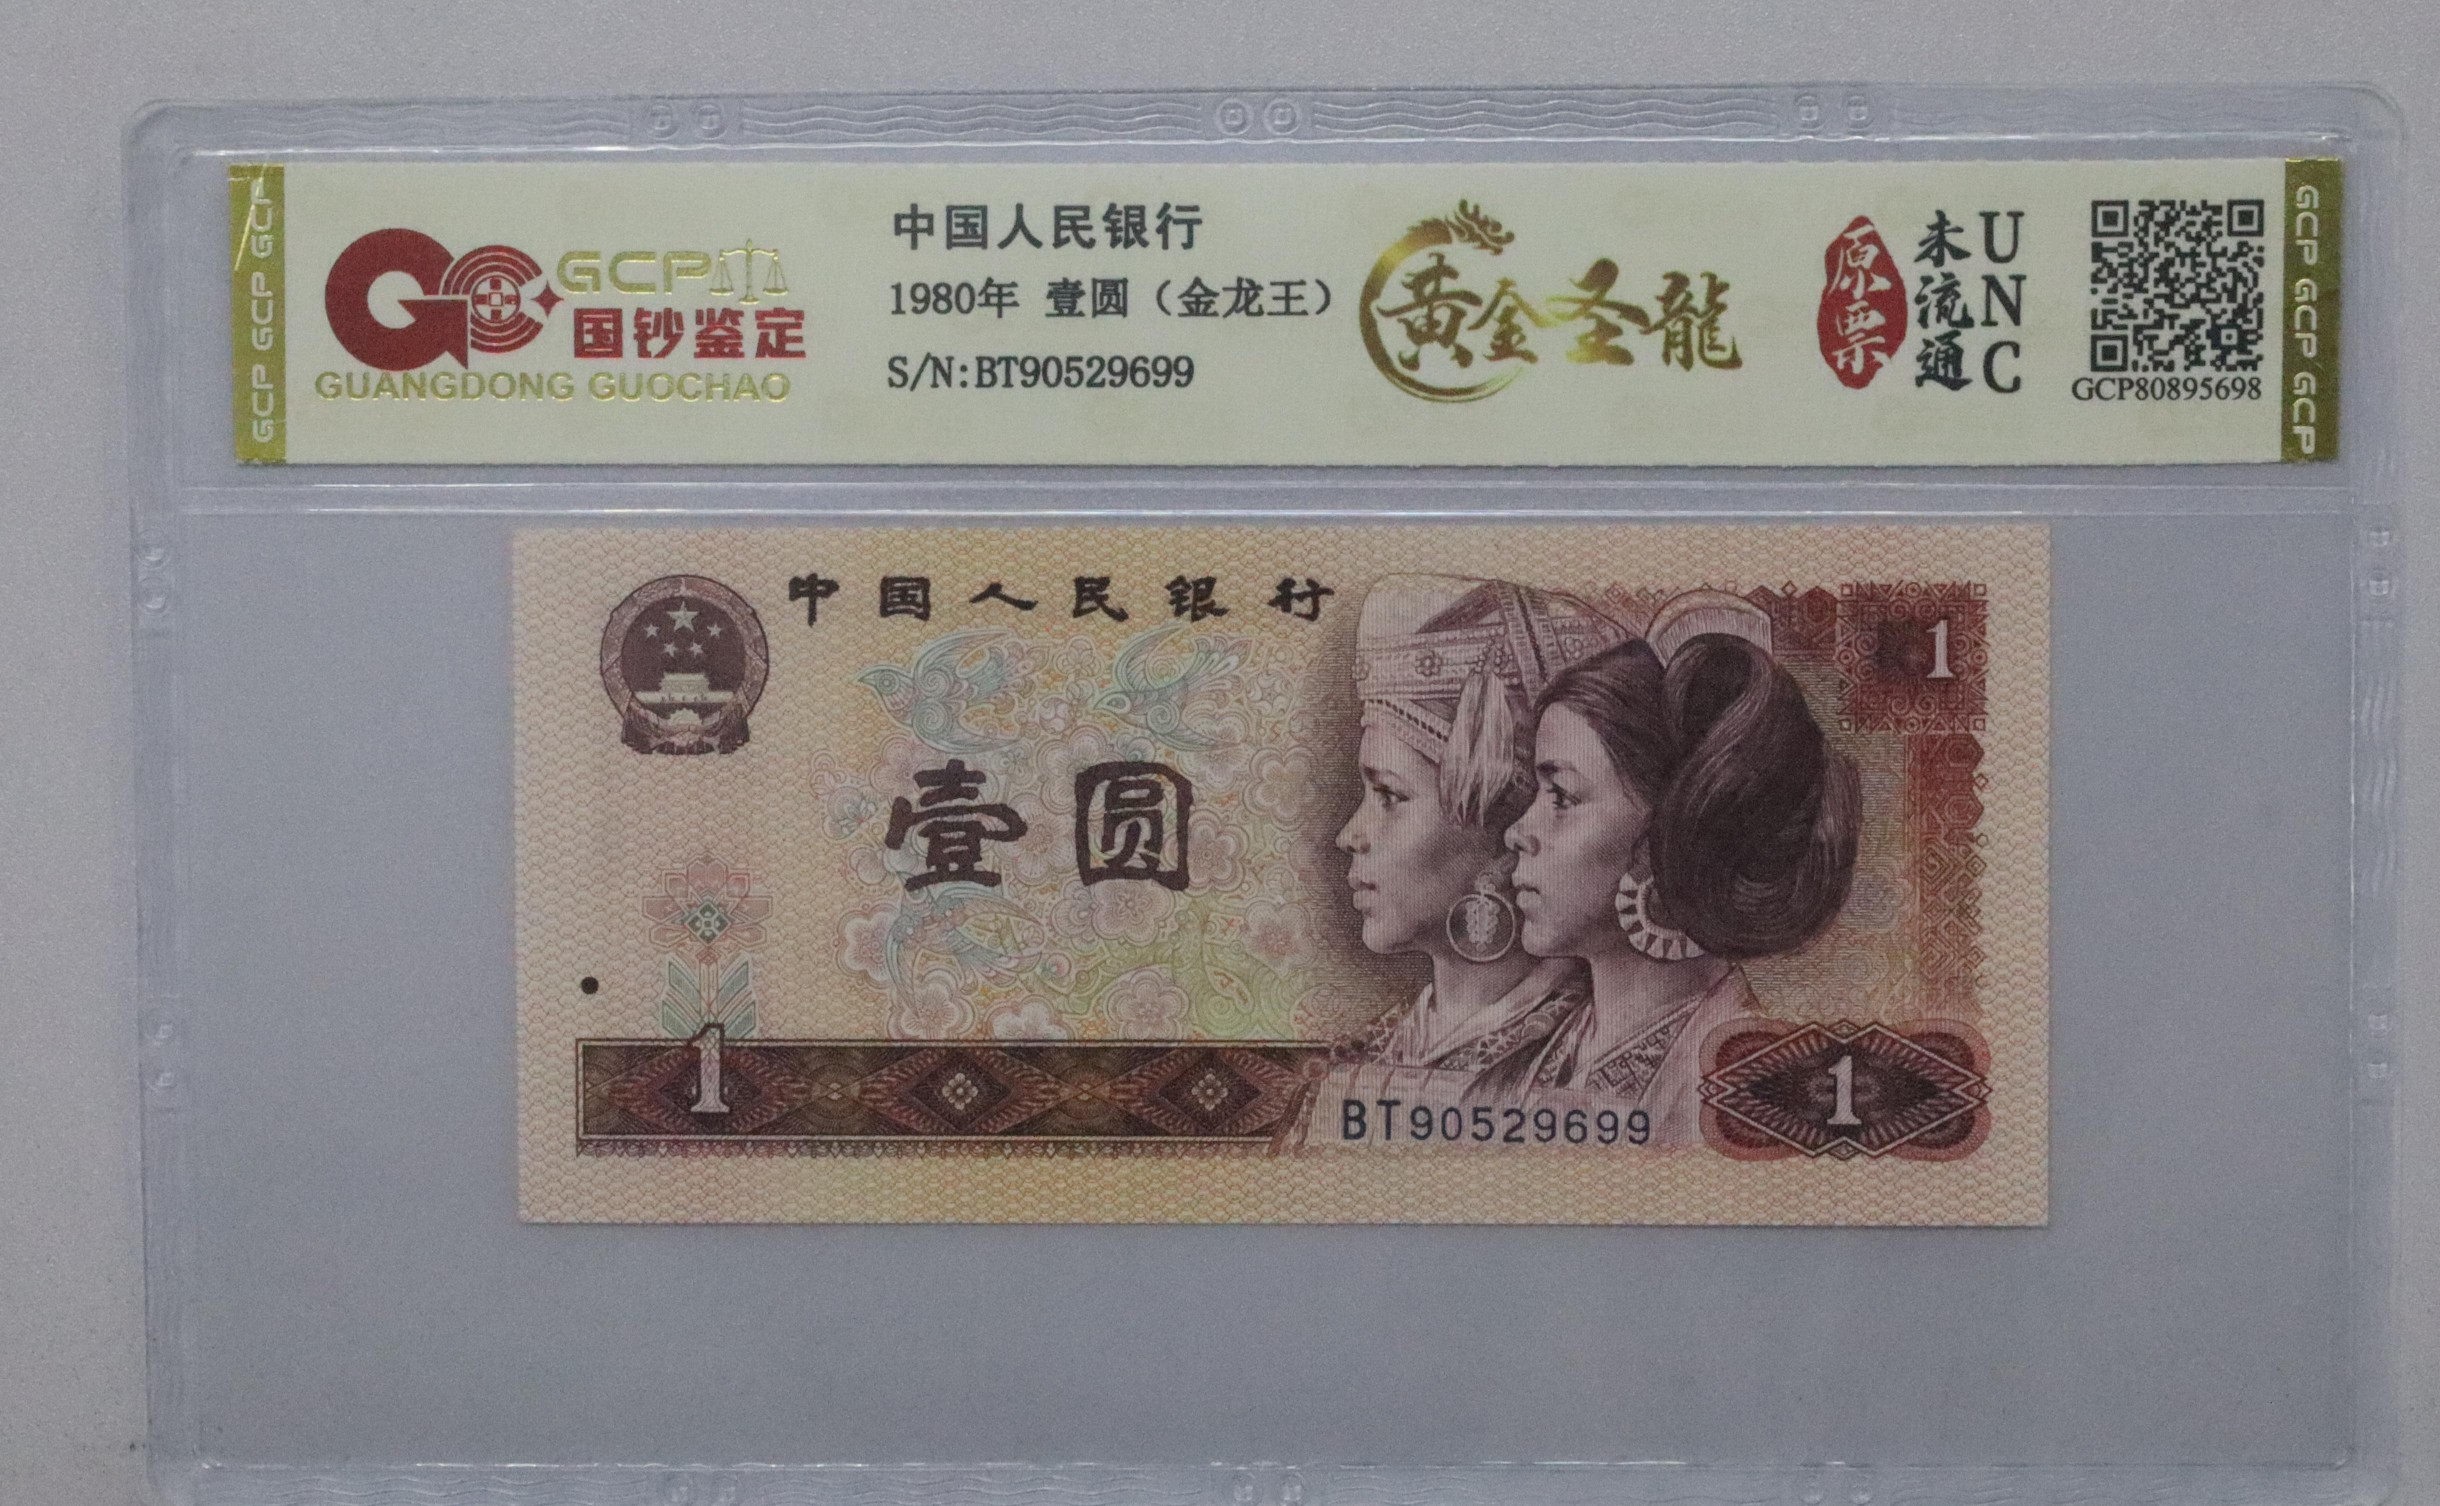 GCP GCP GCP
GCP
国钞鉴定
GUANGDONG GUOCHAO
中国人民银行
1980年 壹圆（金龙王）
S/N:BT90529699
黄金圣龍
原票
未流通
UNC
GCP80895698
GCP GCP GCP
中国人民银行
1
壹圆
1
BT90529699
1